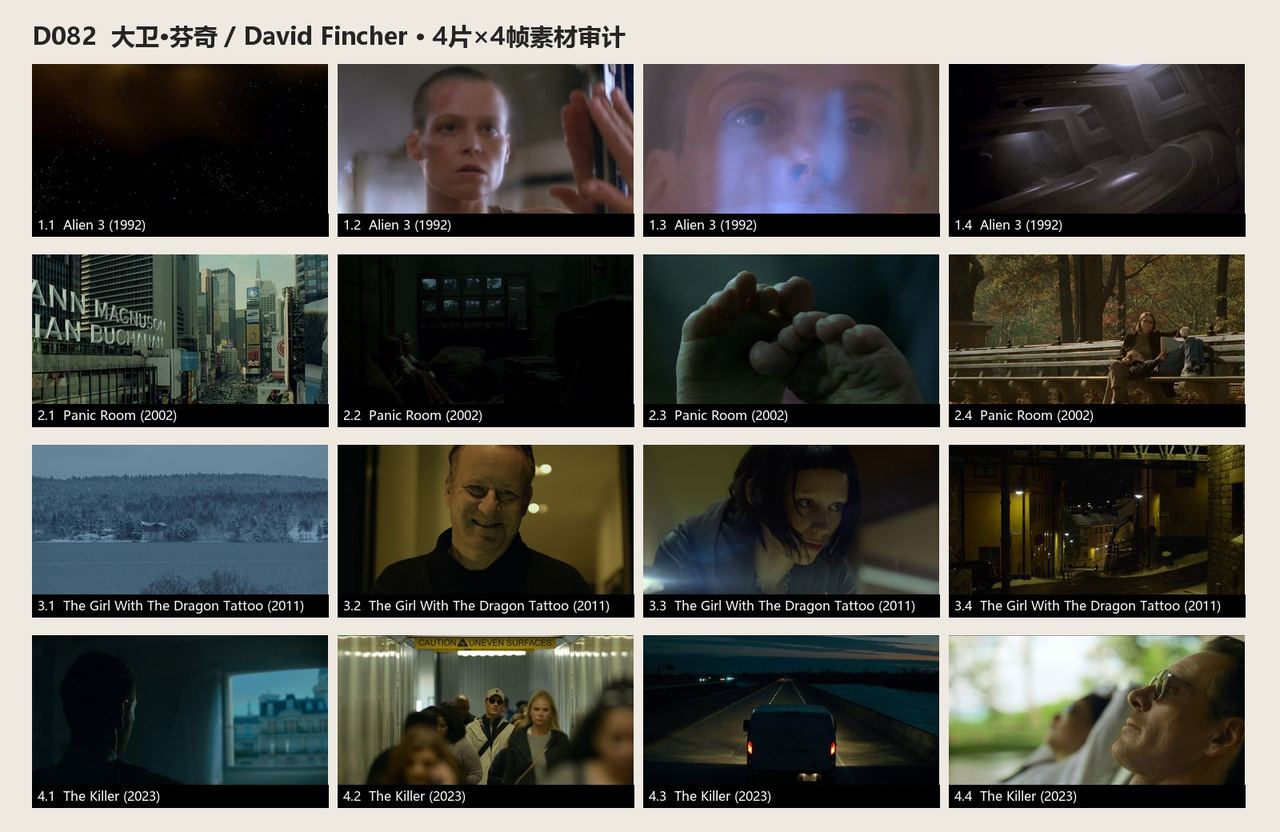 D082 大卫•芬奇 / David Fincher • 4片×4帧素材审计
1.1 Alien 3 (1992)
1.2 Alien 3 (1992)
1.3 Alien 3 (1992)
1.4 Alien 3 (1992)
ANN MAGNUSON
IAN BUCHANAN
2.1 Panic Room (2002)
2.2 Panic Room (2002)
2.3 Panic Room (2002)
2.4 Panic Room (2002)
3.1 The Girl With The Dragon Tattoo (2011)
3.2 The Girl With The Dragon Tattoo (2011)
3.3 The Girl With The Dragon Tattoo (2011)
3.4 The Girl With The Dragon Tattoo (2011)
CAUTION UNEVEN SURFACES
4.1 The Killer (2023)
4.2 The Killer (2023)
4.3 The Killer (2023)
4.4 The Killer (2023)